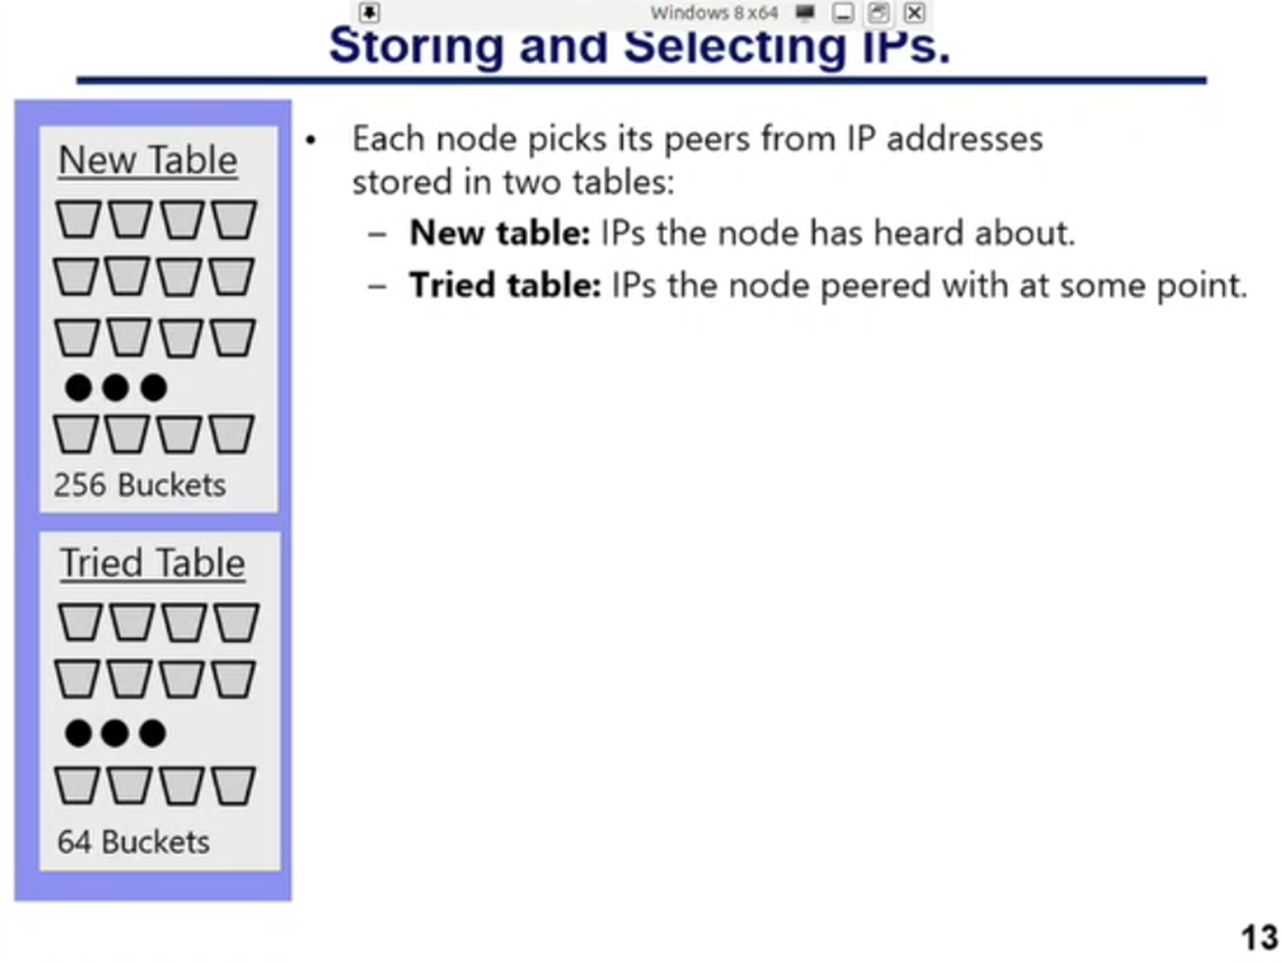 Windows 8 x64
Storing and Selecting IPs.
New Table
256 Buckets
Tried Table
64 Buckets
• Each node picks its peers from IP addresses
stored in two tables:
– New table: IPs the node has heard about.
– Tried table: IPs the node peered with at some point.
13